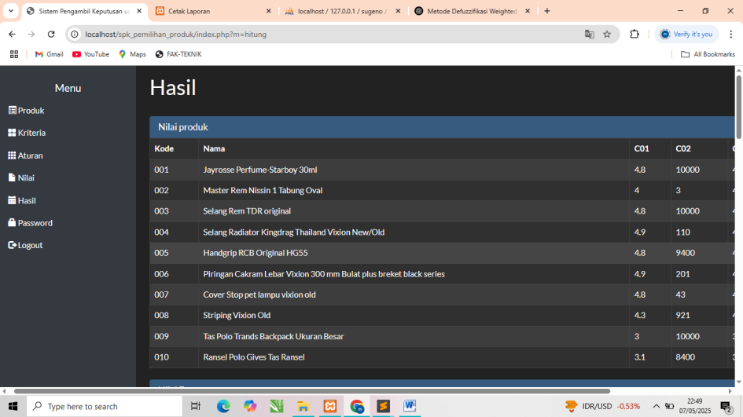 Sistem Pengambil Keputusan un
Cetak Laporan
localhost / 127.0.0.1 / sugeno /
Metode Defuzzifikasi Weighted
localhost/spk_pemilihan_produk/index.php?m=hitung
Verify it's you
Gmail
YouTube
Maps
FAK-TEKNIK
All Bookmarks
Menu
Produk
Kriteria
Aturan
Nilai
Hasil
Password
Logout
Hasil
Nilai produk
Kode Nama C01 C02
001 Jayrosse Perfume-Starboy 30ml 4.8 10000
002 Master Rem Nissin 1 Tabung Oval 4 3
003 Selang Rem TDR original 4.8 10000
004 Selang Radiator Kingdrag Thailand Vixion New/Old 4.9 110
005 Handgrip RCB Original HG55 4.8 9400
006 Piringan Cakram Lebar Vixion 300 mm Bulat plus breket black series 4.9 201
007 Cover Stop pet lampu vixion old 4.8 43
008 Striping Vixion Old 4.3 921
009 Tas Polo Trands Backpack Ukuran Besar 3 10000
010 Ransel Polo Gives Tas Ransel 3.1 8400
Type here to search
IDR/USD -0,53%
22:49
07/05/2025